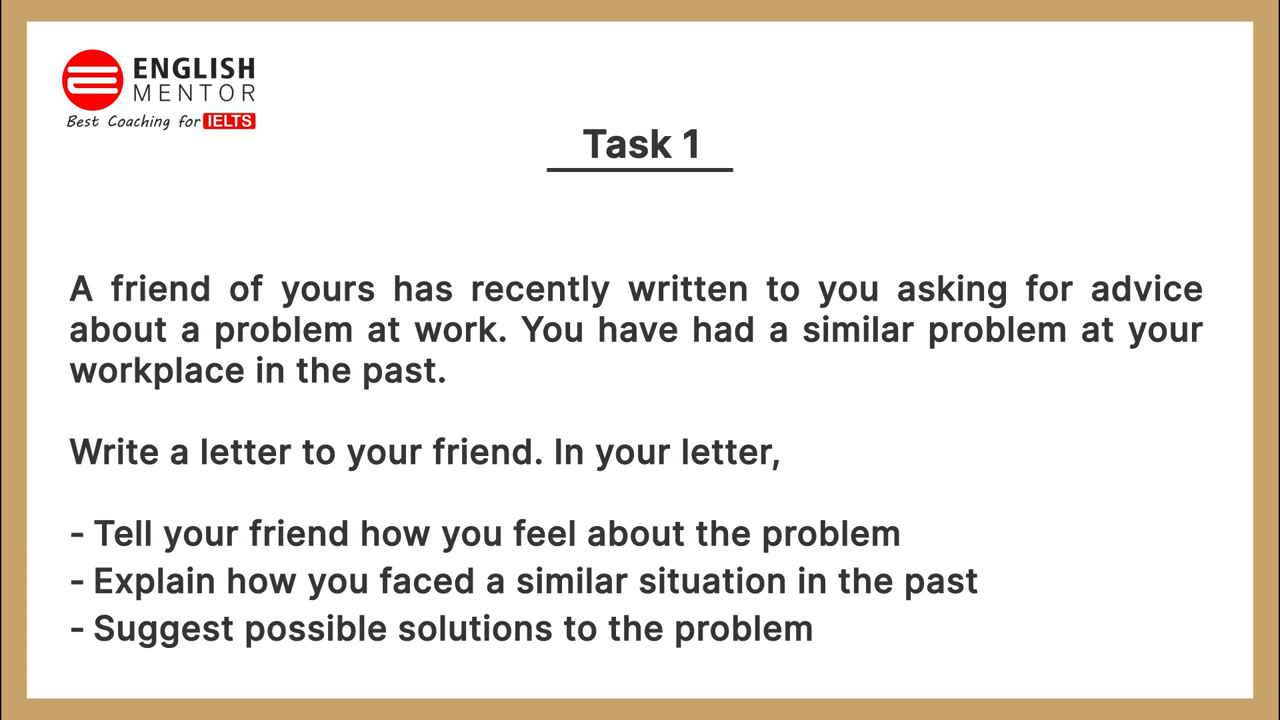 ENGLISH
MENTOR
Best Coaching for IELTS
Task 1
A friend of yours has recently written to you asking for advice
about a problem at work. You have had a similar problem at your
workplace in the past.
Write a letter to your friend. In your letter,
- Tell your friend how you feel about the problem
- Explain how you faced a similar situation in the past
- Suggest possible solutions to the problem